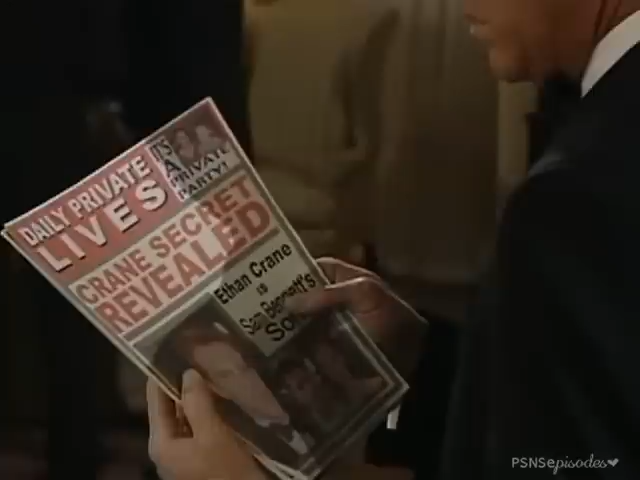 DAILY PRIVATE
LIVES
IT'S
A
PRIVATE
PARTY!
CRANE SECRET
REVEALED
Ethan Crane
is
Sam Bennett's
Son
PSNSepisodes❤